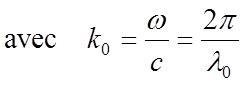 avec k₀ = ω/c = 2π/λ₀